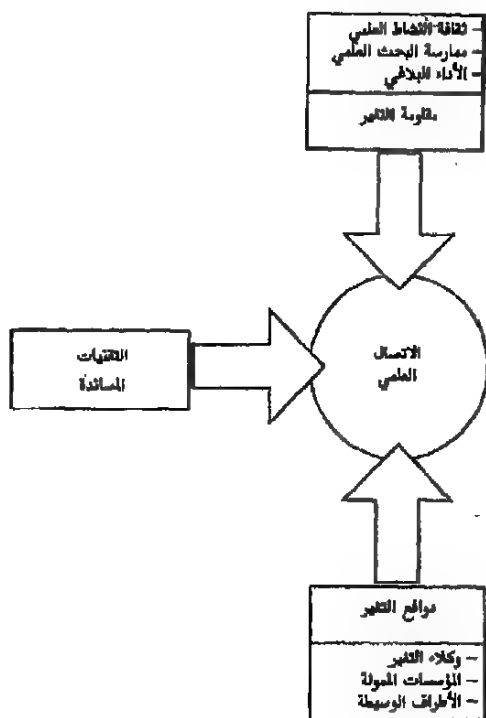 – ثقافة النشاط العلمي
– ممارسة البحث العلمي
– الأداء البلاغي
مقاومة التغير
الاتصال
العلمي
التقنيات
المساندة
دوافع التغير
– وكلاء التغير
– المؤسسات الممولة
– الأطراف الوسيطة